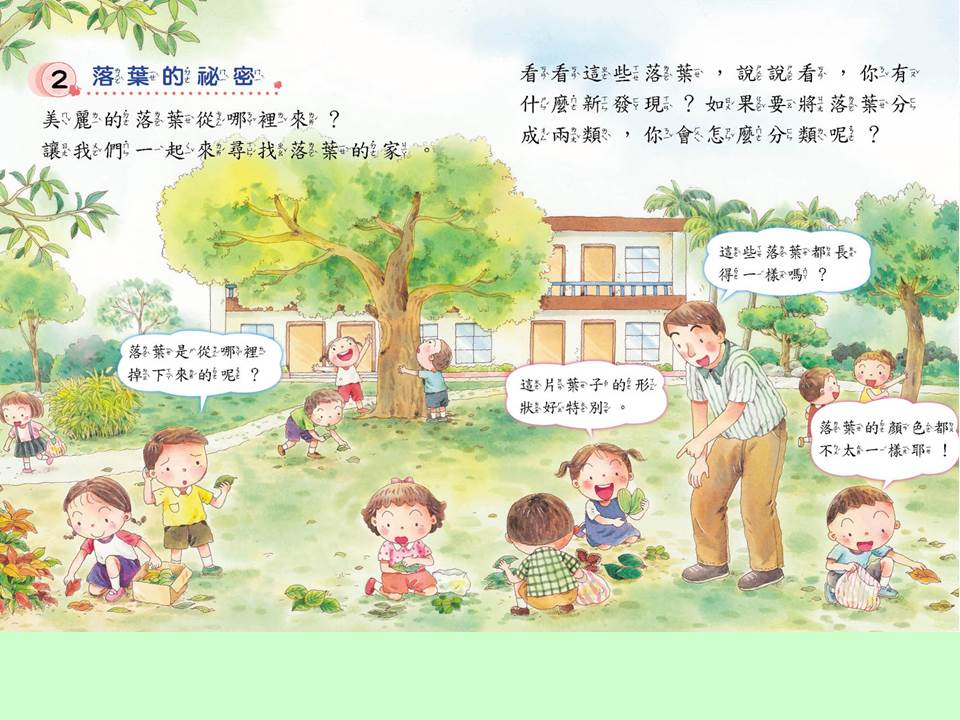 2 落葉的祕密
美麗的落葉從哪裡來？
讓我們一起來尋找落葉的家。
看看這些落葉，說說看，你有
什麼新發現？如果要將落葉分
成兩類，你會怎麼分類呢？
這些落葉都長
得一樣嗎？
落葉是從哪裡
掉下來的呢？
這片葉子的形
狀好特別。
落葉的顏色都
不太一樣耶！